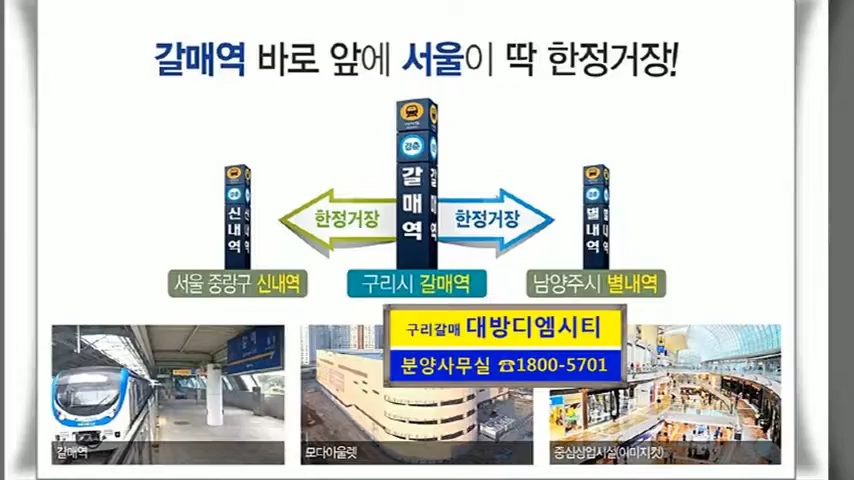 갈매역 바로 앞에 서울이 딱 한정거장!
경춘
갈매역
신내역
한정거장
한정거장
별내역
서울 중랑구 신내역
구리시 갈매역
남양주시 별내역
구리갈매 대방디엠시티
분양사무실 ☎1800-5701
갈매역
모다아울렛
중심상업시설(이미지컷)